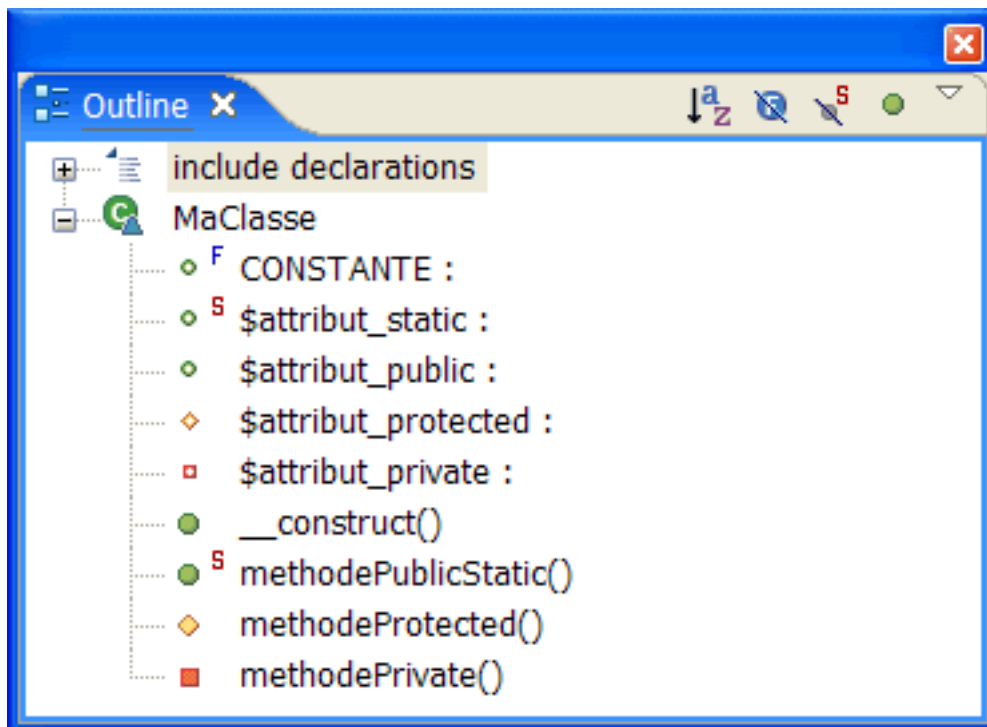 Outline
include declarations
MaClasse
F CONSTANTE :
S $attribut_static :
$attribut_public :
$attribut_protected :
$attribut_private :
__construct()
S methodePublicStatic()
methodeProtected()
methodePrivate()